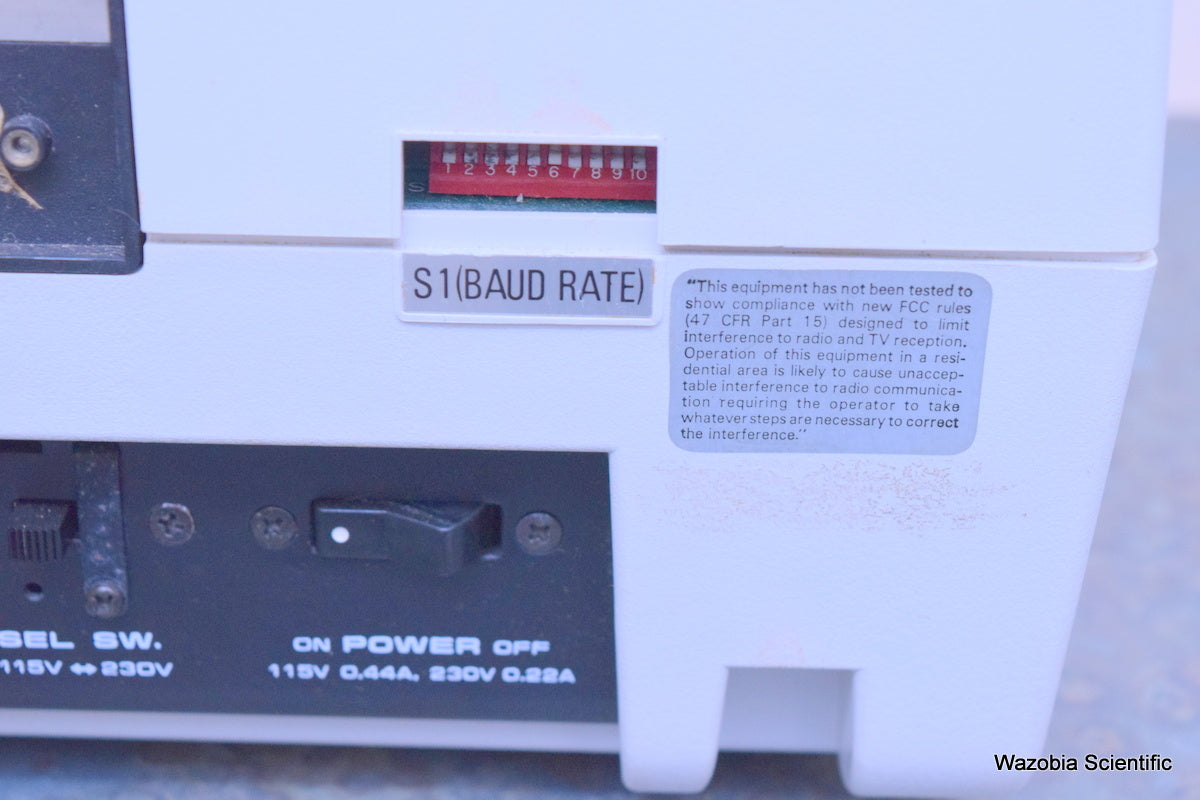 1 2 3 4 5 6 7 8 9 10
S
S1(BAUD RATE)
"This equipment has not been tested to
show compliance with new FCC rules
(47 CFR Part 15) designed to limit
interference to radio and TV reception.
Operation of this equipment in a resi-
dential area is likely to cause unaccep-
table interference to radio communica-
tion requiring the operator to take
whatever steps are necessary to correct
the interference."
SEL SW.
115V ↔ 230V
ON POWER OFF
115V 0.44A, 230V 0.22A
Wazobia Scientific